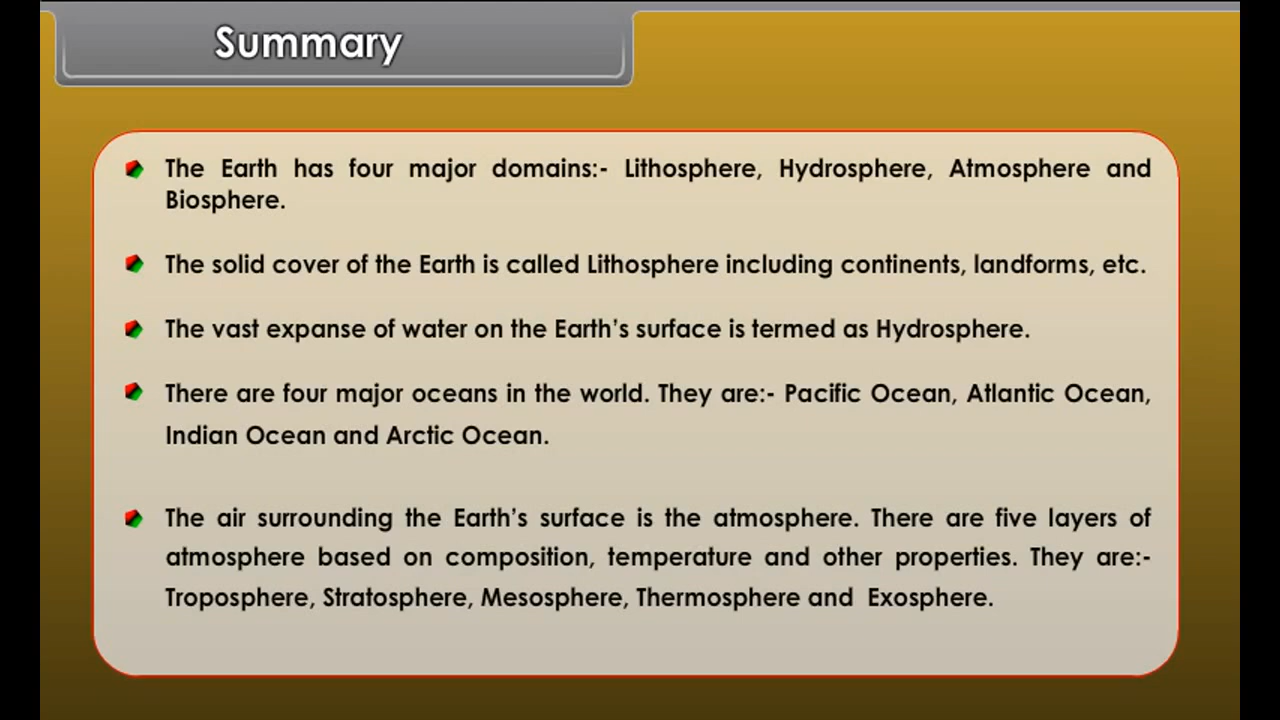 Summary
The Earth has four major domains:- Lithosphere, Hydrosphere, Atmosphere and
Biosphere.
The solid cover of the Earth is called Lithosphere including continents, landforms, etc.
The vast expanse of water on the Earth's surface is termed as Hydrosphere.
There are four major oceans in the world. They are:- Pacific Ocean, Atlantic Ocean,
Indian Ocean and Arctic Ocean.
The air surrounding the Earth's surface is the atmosphere. There are five layers of
atmosphere based on composition, temperature and other properties. They are:-
Troposphere, Stratosphere, Mesosphere, Thermosphere and Exosphere.